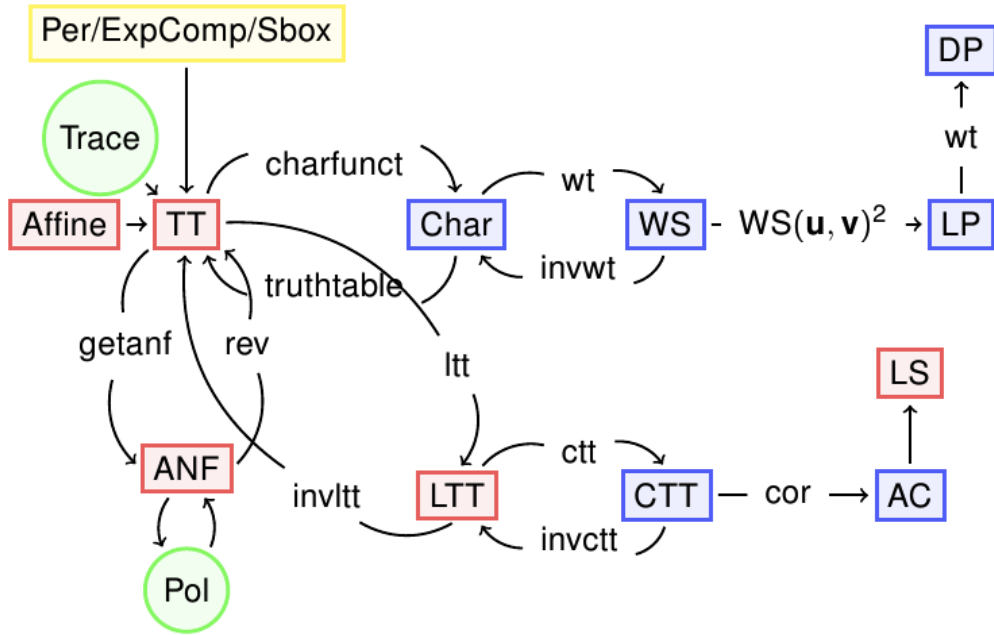 Per/ExpComp/Sbox
DP
Trace
charfunct
wt
wt
Affine
TT
Char
WS
WS(u, v)²
LP
invwt
truthtable
getanf
rev
ltt
LS
ANF
ctt
invltt
LTT
CTT
cor
AC
invctt
Pol